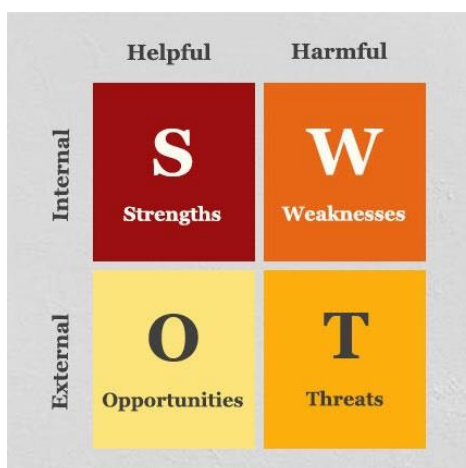 Helpful
Harmful
Internal
S
Strengths
W
Weaknesses
External
O
Opportunities
T
Threats